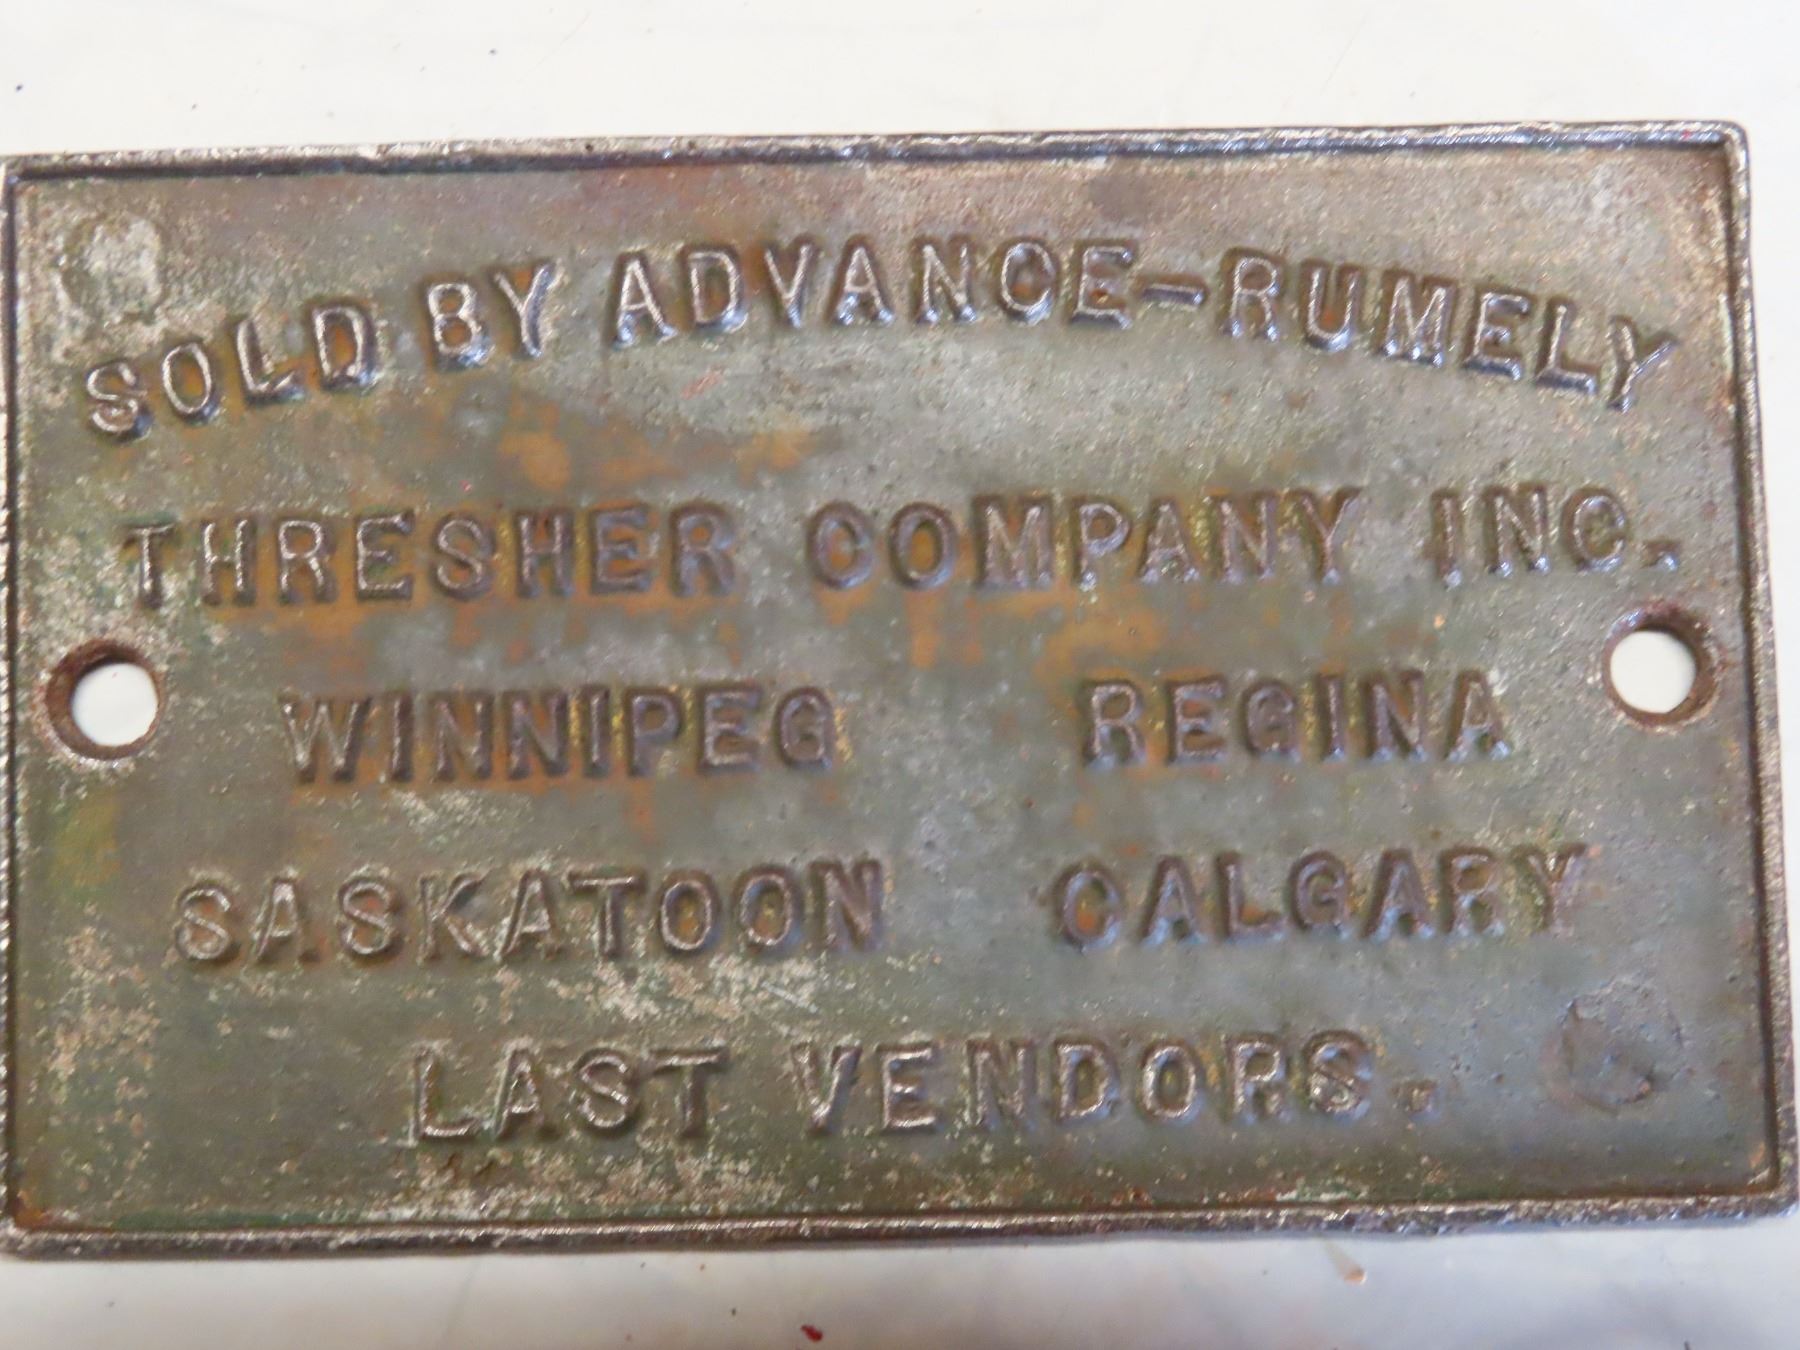 SOLD BY ADVANCE-RUMELY
THRESHER COMPANY INC.
WINNIPEG REGINA
SASKATOON CALGARY
LAST VENDORS.